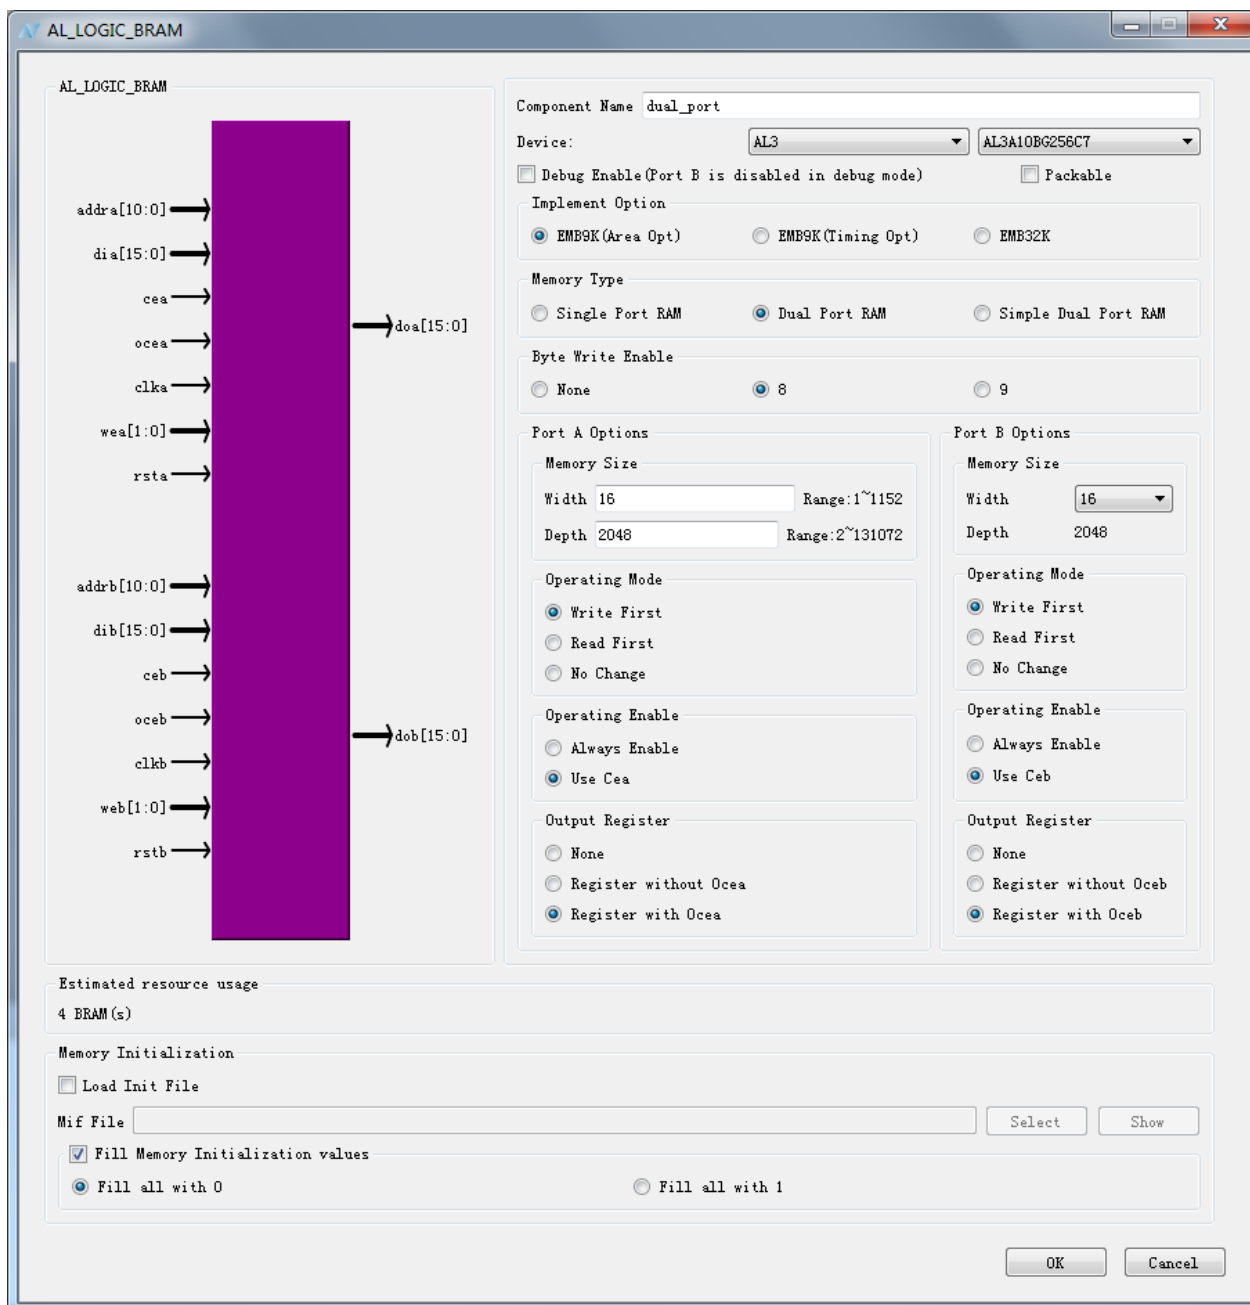 AL_LOGIC_BRAM
AL_LOGIC_BRAM
addra[10:0]
dia[15:0]
cea
ocea
clka
wea[1:0]
rsta
addrb[10:0]
dib[15:0]
ceb
oceb
clkb
web[1:0]
rstb
doa[15:0]
dob[15:0]
Component Name dual_port
Device: AL3 AL3A10BG256C7
Debug Enable(Port B is disabled in debug mode) Packable
Implement Option
EMB9K(Area Opt) EMB9K(Timing Opt) EMB32K
Memory Type
Single Port RAM Dual Port RAM Simple Dual Port RAM
Byte Write Enable
None 8 9
Port A Options
Memory Size
Width 16 Range:1~1152
Depth 2048 Range:2~131072
Operating Mode
Write First
Read First
No Change
Operating Enable
Always Enable
Use Cea
Output Register
None
Register without Ocea
Register with Ocea
Port B Options
Memory Size
Width 16
Depth 2048
Operating Mode
Write First
Read First
No Change
Operating Enable
Always Enable
Use Ceb
Output Register
None
Register without Oceb
Register with Oceb
Estimated resource usage
4 BRAM(s)
Memory Initialization
Load Init File
Mif File Select Show
Fill Memory Initialization values
Fill all with 0 Fill all with 1
OK Cancel